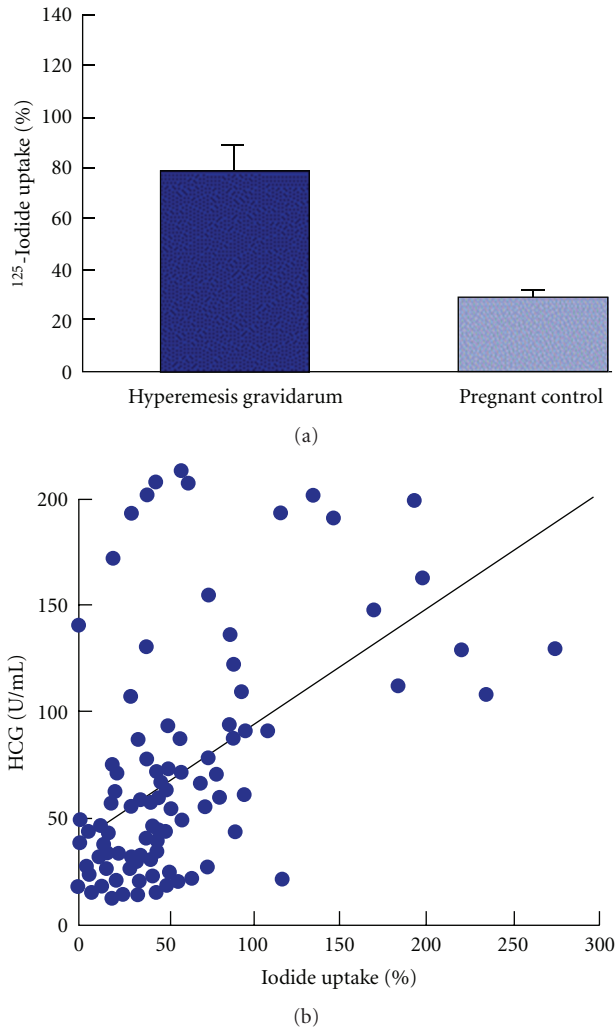 140
120
100
80
60
40
20
0
¹²⁵-Iodide uptake (%)
Hyperemesis gravidarum Pregnant control
(a)
200
150
100
50
0
HCG (U/mL)
0 50 100 150 200 250 300
Iodide uptake (%)
(b)